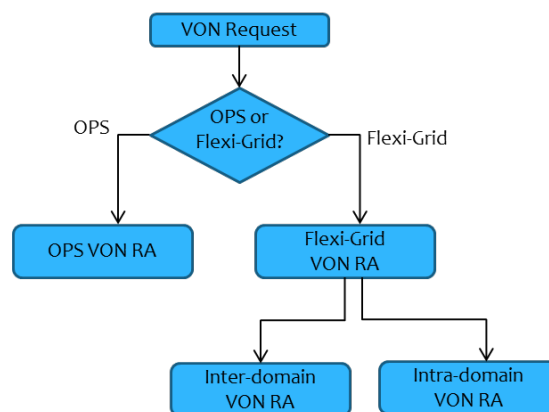 VON Request
OPS or
Flexi-Grid?
OPS
Flexi-Grid
OPS VON RA
Flexi-Grid
VON RA
Inter-domain
VON RA
Intra-domain
VON RA